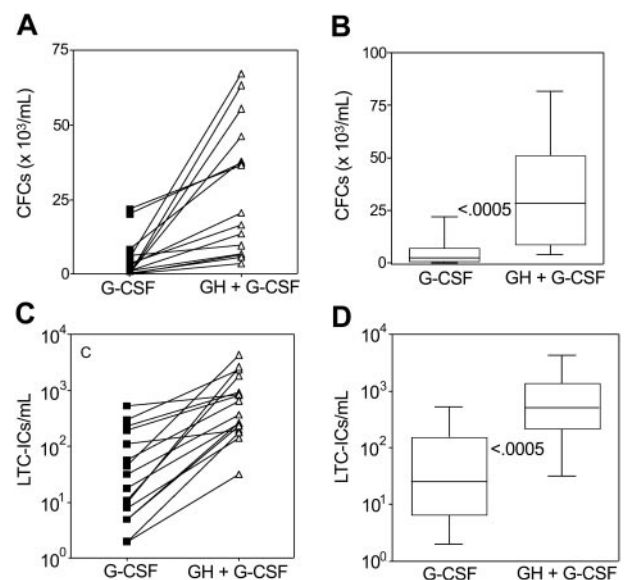 A
75
50
25
0
CFCs (x 10³/mL)
G-CSF
GH + G-CSF
B
100
75
50
25
0
CFCs (x 10³/mL)
<.0005
G-CSF
GH + G-CSF
C
C
10⁴
10³
10²
10¹
10⁰
LTC-ICs/mL
G-CSF
GH + G-CSF
D
10⁴
10³
10²
10¹
10⁰
LTC-ICs/mL
<.0005
G-CSF
GH + G-CSF